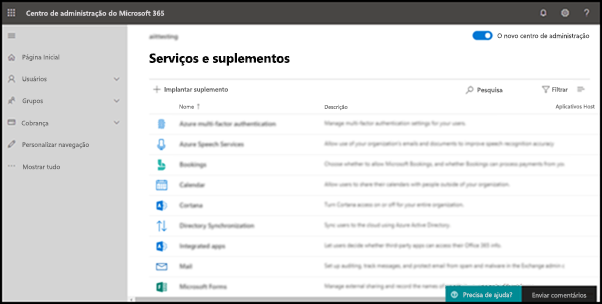 Centro de administração do Microsoft 365
?
O novo centro de administração
Página Inicial
Serviços e suplementos
Usuários
Grupos
Implantar suplemento
Pesquisa
Filtrar
Nome ↑
Descrição
Aplicativos Host
Cobrança
Personalizar navegação
Mostrar tudo
Azure multi-factor authentication
Manage multi-factor authentication settings for your users.
Azure Speech Services
Allow use of your organization's emails and documents to improve speech recognition accuracy.
Bookings
Choose whether to allow Microsoft Bookings, and whether Bookings can process payments from you
Calendar
Allow users to share their calendars with people outside of your organization.
Cortana
Turn Cortana access on or off for your entire organization.
Directory Synchronization
Sync users to the cloud using Azure Active Directory.
Integrated apps
Let users decide whether third-party apps can access their Office 365 info.
Mail
Set up auditing, track messages, and protect email from spam and malware in the Exchange admin c
Microsoft Forms
Manage external sharing and record the names of
Precisa de ajuda?
Enviar comentários